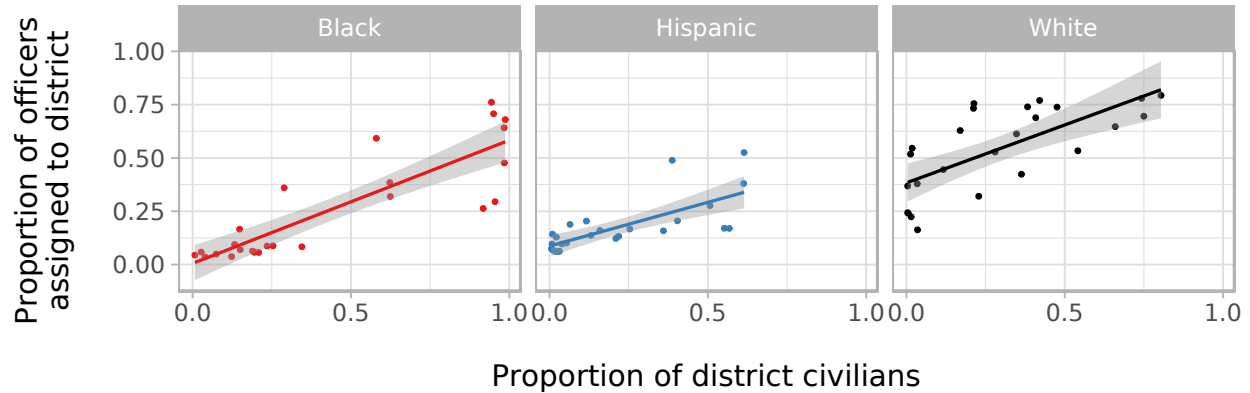 Black Hispanic White
Proportion of officers
assigned to district
1.00
0.75
0.50
0.25
0.00
0.0 0.5 1.0 0.0 0.5 1.0 0.0 0.5 1.0
Proportion of district civilians